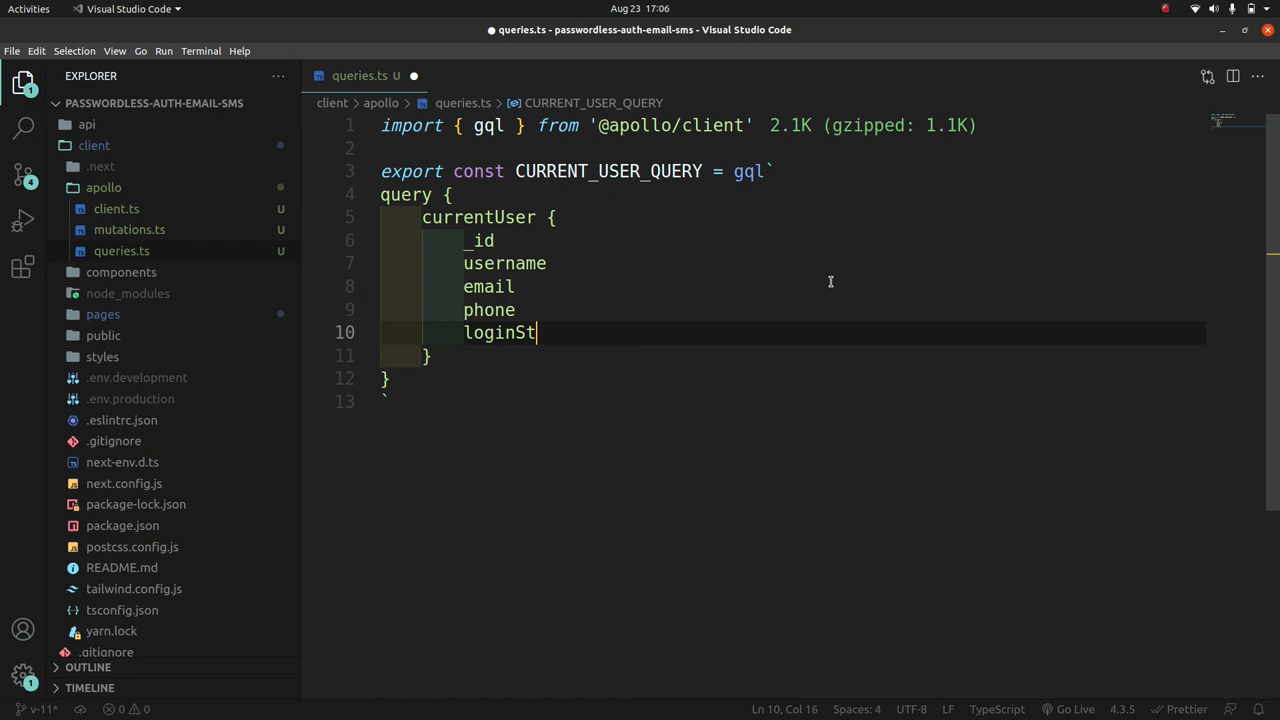 Activities
Visual Studio Code
Aug 23 17:06
queries.ts - passwordless-auth-email-sms - Visual Studio Code
File Edit Selection View Go Run Terminal Help
EXPLORER
queries.ts U
PASSWORDLESS-AUTH-EMAIL-SMS
client
apollo
queries.ts
CURRENT_USER_QUERY
api
client
.next
apollo
client.ts U
mutations.ts U
queries.ts U
components
node_modules
pages
public
styles
.env.development
.env.production
.eslintrc.json
.gitignore
next-env.d.ts
next.config.js
package-lock.json
package.json
postcss.config.js
README.md
tailwind.config.js
tsconfig.json
yarn.lock
.gitignore
OUTLINE
TIMELINE
1
4
1
1 import { gql } from '@apollo/client' 2.1K (gzipped: 1.1K)
2
3 export const CURRENT_USER_QUERY = gql`
4 query {
5 currentUser {
6 _id
7 username
8 email
9 phone
10 loginSt
11 }
12 }
13 `
v-11*
0
0
Ln 10, Col 16
Spaces: 4
UTF-8
LF
TypeScript
Go Live
4.3.5
Prettier